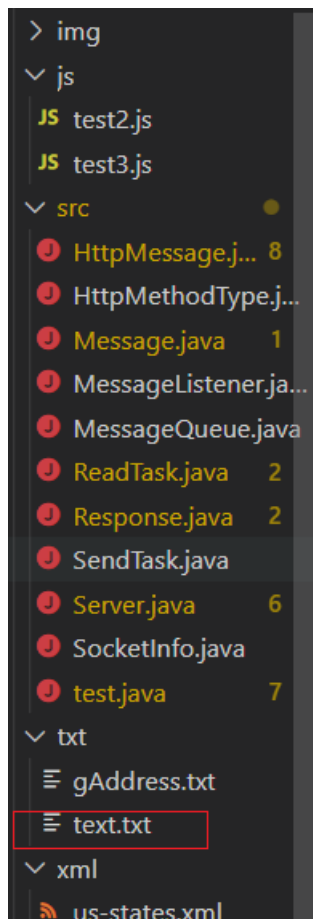 img
js
JS test2.js
JS test3.js
src
J HttpMessage.j... 8
J HttpMethodType.j...
J Message.java 1
J MessageListener.ja...
J MessageQueue.java
J ReadTask.java 2
J Response.java 2
J SendTask.java
J Server.java 6
J SocketInfo.java
J test.java 7
txt
gAddress.txt
text.txt
xml
us-states.xml